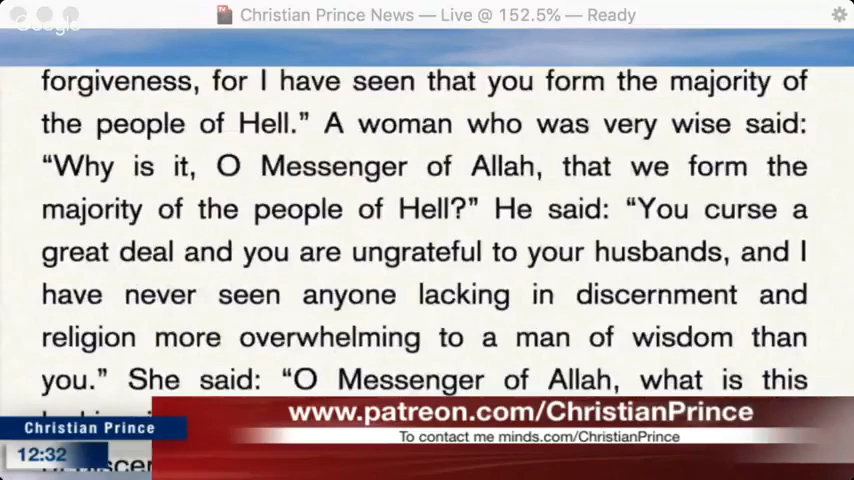 Christian Prince News — Live @ 152.5% — Ready
Google
forgiveness, for I have seen that you form the majority of
the people of Hell.” A woman who was very wise said:
“Why is it, O Messenger of Allah, that we form the
majority of the people of Hell?” He said: “You curse a
great deal and you are ungrateful to your husbands, and I
have never seen anyone lacking in discernment and
religion more overwhelming to a man of wisdom than
you.” She said: “O Messenger of Allah, what is this
www.patreon.com/ChristianPrince
Christian Prince
To contact me minds.com/ChristianPrince
12:32